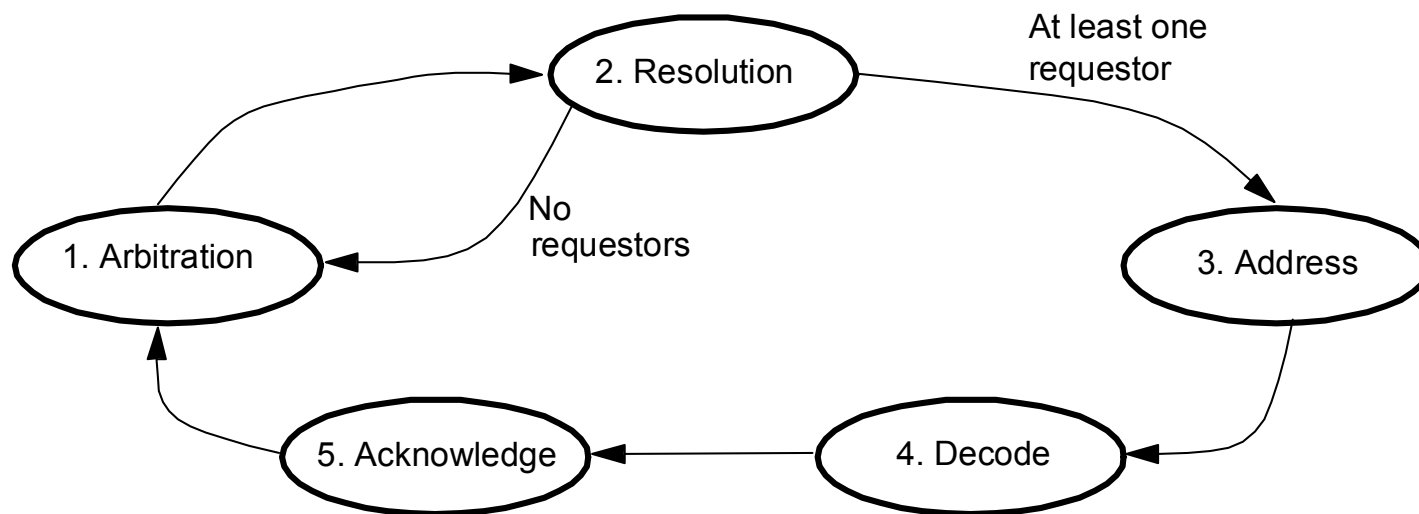 At least one
requestor
2. Resolution
No
requestors
1. Arbitration
3. Address
5. Acknowledge
4. Decode